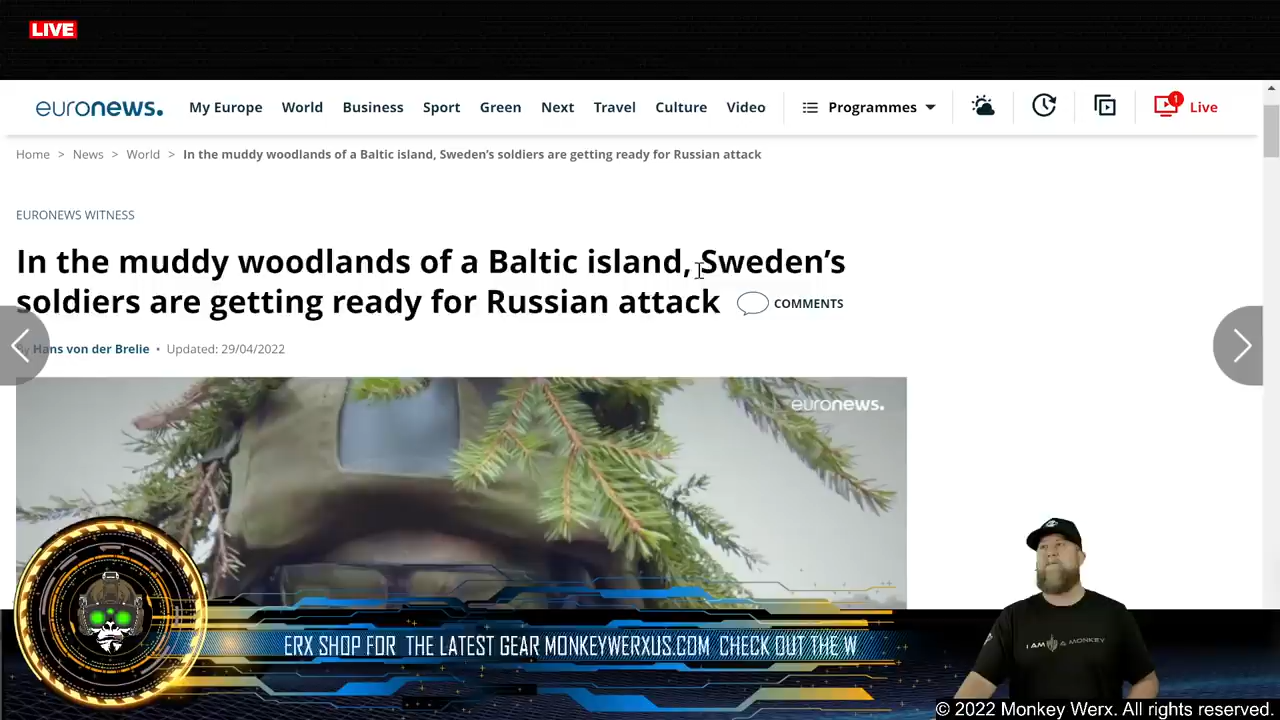 LIVE
euronews.
My Europe World Business Sport Green Next Travel Culture Video Programmes 1 Live
Home > News > World > In the muddy woodlands of a Baltic island, Sweden's soldiers are getting ready for Russian attack
EURONEWS WITNESS
In the muddy woodlands of a Baltic island, Sweden's
soldiers are getting ready for Russian attack COMMENTS
By Hans von der Brelie • Updated: 29/04/2022
euronews.
ERX SHOP FOR THE LATEST GEAR MONKEYWERXUS.COM CHECK OUT THE W
I AM A MONKEY
© 2022 Monkey Werx. All rights reserved.